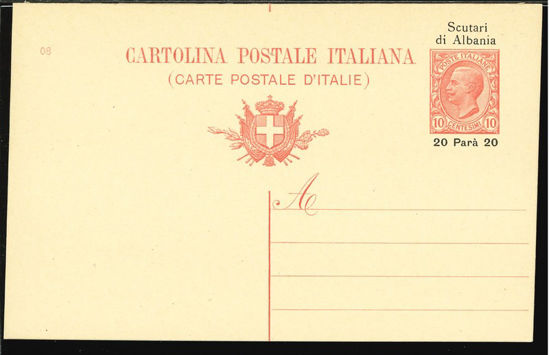 Scutari
di Albania
08
CARTOLINA POSTALE ITALIANA
(CARTE POSTALE D'ITALIE)
POSTE ITALIANE
10 10
CENTESIMI
20 Parà 20
A